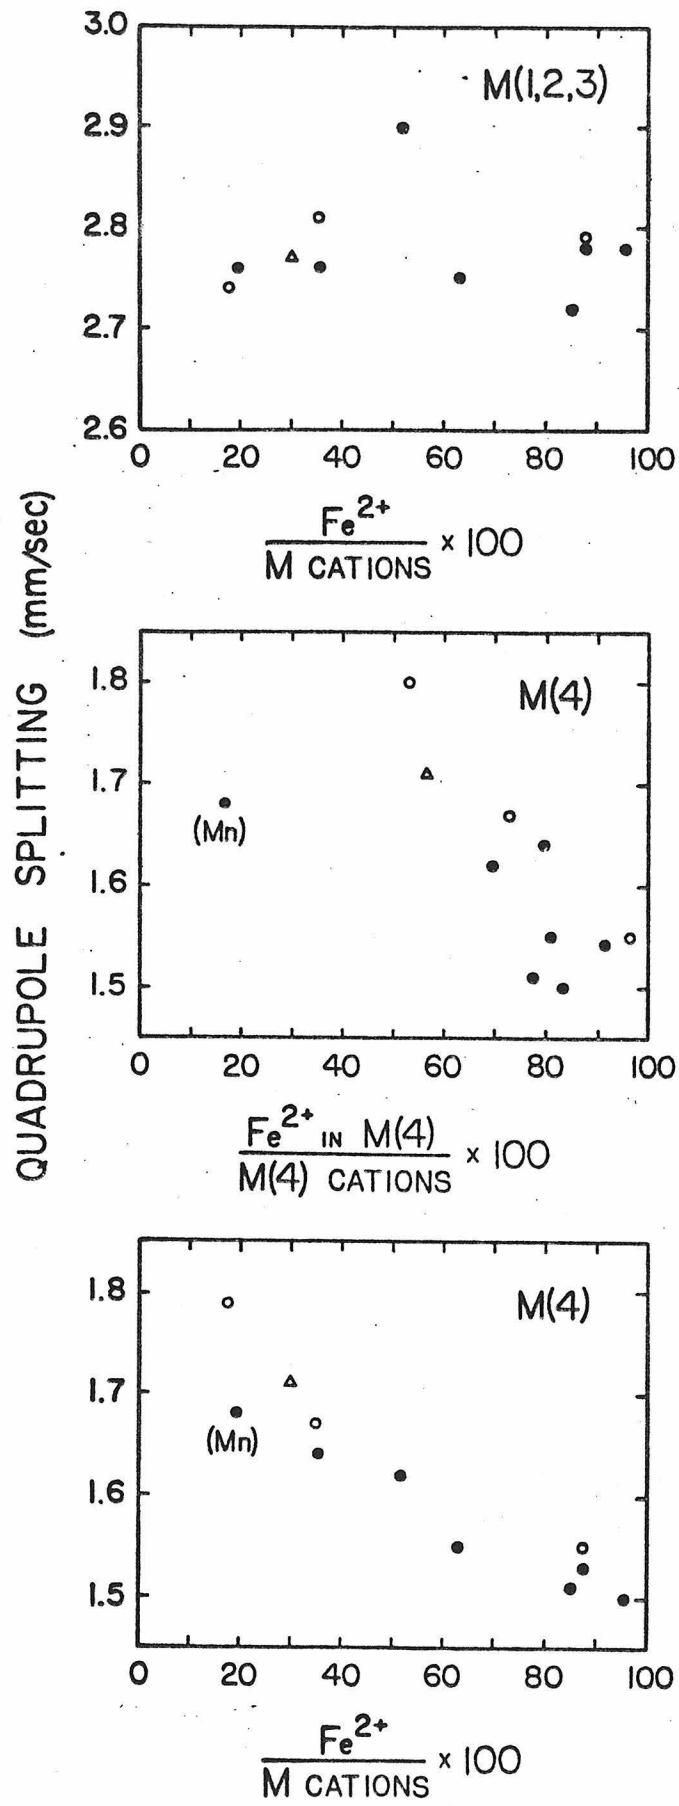 QUADRUPOLE SPLITTING (mm/sec)
3.0
2.9
2.8
2.7
2.6
M(1,2,3)
0 20 40 60 80 100
Fe2+
M CATIONS
x 100
1.8
1.7
1.6
1.5
M(4)
(Mn)
0 20 40 60 80 100
Fe2+ IN M(4)
M(4) CATIONS
x 100
1.8
1.7
1.6
1.5
M(4)
(Mn)
0 20 40 60 80 100
Fe2+
M CATIONS
x 100